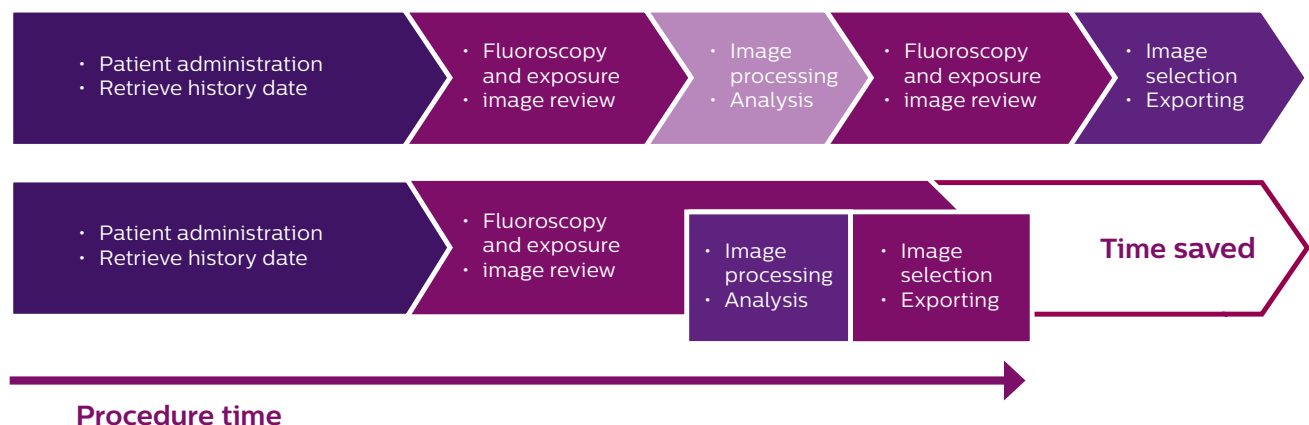 · Patient administration
· Retrieve history date
· Fluoroscopy
and exposure
· image review
· Image
processing
· Analysis
· Fluoroscopy
and exposure
· image review
· Image
selection
· Exporting
· Patient administration
· Retrieve history date
· Fluoroscopy
and exposure
· image review
· Image
processing
· Analysis
· Image
selection
· Exporting
Time saved
Procedure time